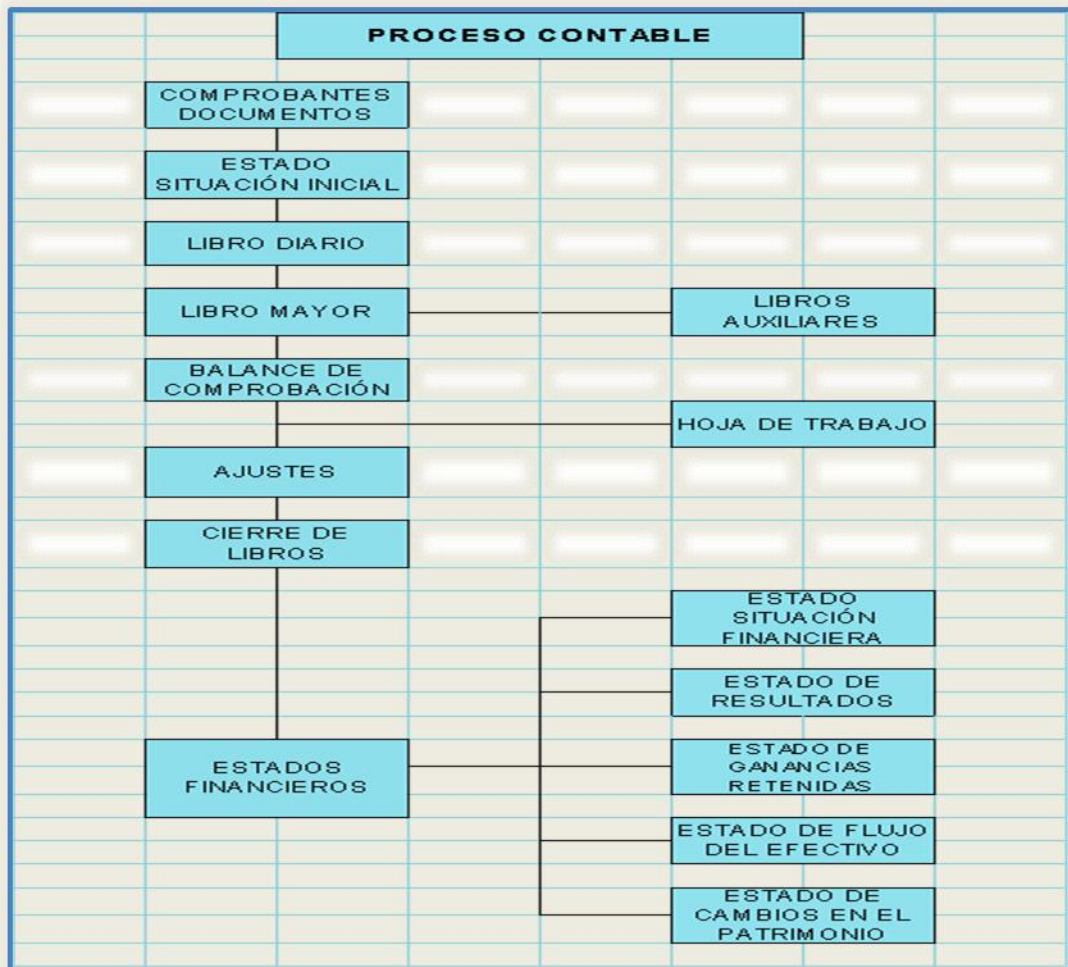 PROCESO CONTABLE
COMPROBANTES
DOCUMENTOS
ESTADO
SITUACIÓN INICIAL
LIBRO DIARIO
LIBRO MAYOR
LIBROS
AUXILIARES
BALANCE DE
COMPROBACIÓN
HOJA DE TRABAJO
AJUSTES
CIERRE DE
LIBROS
ESTADO
SITUACIÓN
FINANCIERA
ESTADO DE
RESULTADOS
ESTADOS
FINANCIEROS
ESTADO DE
GANANCIAS
RETENIDAS
ESTADO DE FLUJO
DEL EFECTIVO
ESTADO DE
CAMBIOS EN EL
PATRIMONIO